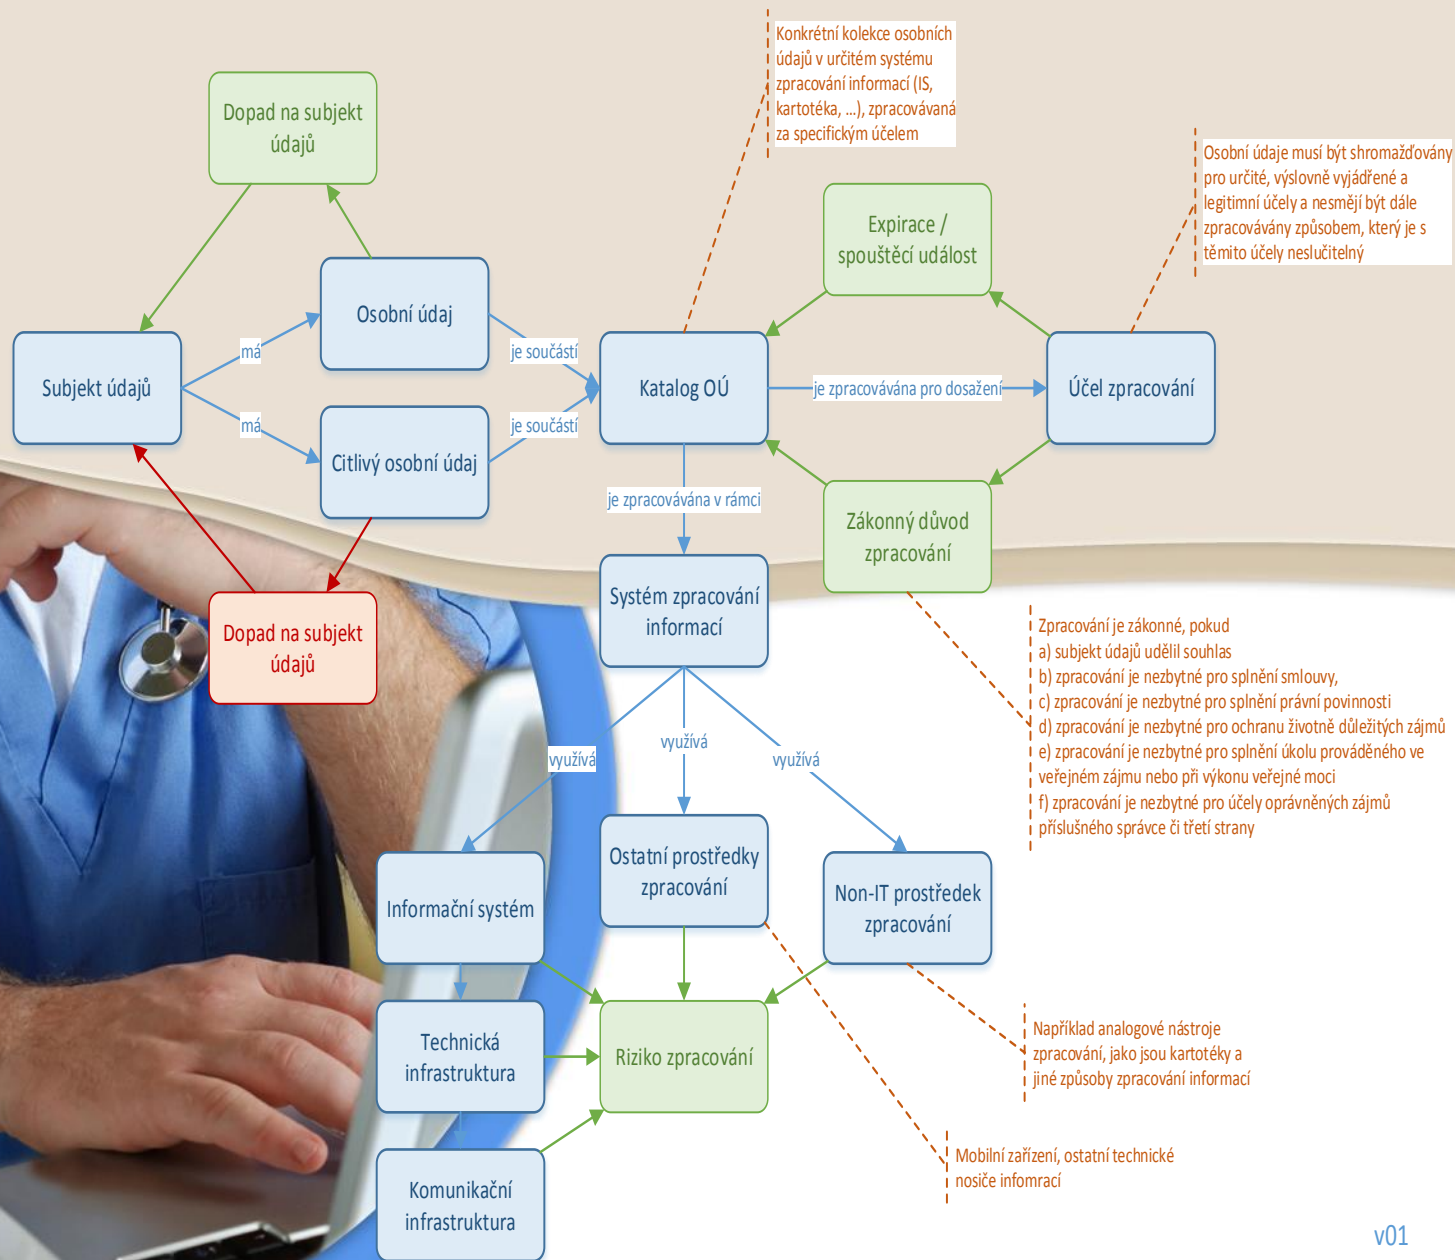 Konkrétní kolekce osobních
údajů v určitém systému
zpracování informací (IS,
kartotéka, ...), zpracovávaná
za specifickým účelem
Dopad na subjekt
údajů
Osobní údaje musí být shromažďovány
pro určité, výslovně vyjádřené a
legitimní účely a nesmějí být dále
zpracovávány způsobem, který je s
těmito účely neslučitelný
Expirace /
spouštěcí událost
Osobní údaj
má
je součástí
Subjekt údajů
Katalog OÚ
je zpracovávána pro dosažení
Účel zpracování
má
je součástí
Citlivý osobní údaj
je zpracovávána v rámci
Zákonný důvod
zpracování
Systém zpracování
informací
Dopad na subjekt
údajů
Zpracování je zákonné, pokud
a) subjekt údajů udělil souhlas
b) zpracování je nezbytné pro splnění smlouvy,
c) zpracování je nezbytné pro splnění právní povinnosti
d) zpracování je nezbytné pro ochranu životně důležitých zájmů
e) zpracování je nezbytné pro splnění úkolu prováděného ve
veřejném zájmu nebo při výkonu veřejné moci
f) zpracování je nezbytné pro účely oprávněných zájmů
příslušného správce či třetí strany
využívá
využívá
využívá
Ostatní prostředky
zpracování
Non-IT prostředek
zpracování
Informační systém
Technická
infrastruktura
Riziko zpracování
Například analogové nástroje
zpracování, jako jsou kartotéky a
jiné způsoby zpracování informací
Mobilní zařízení, ostatní technické
nosiče infomrací
Komunikační
infrastruktura
v01